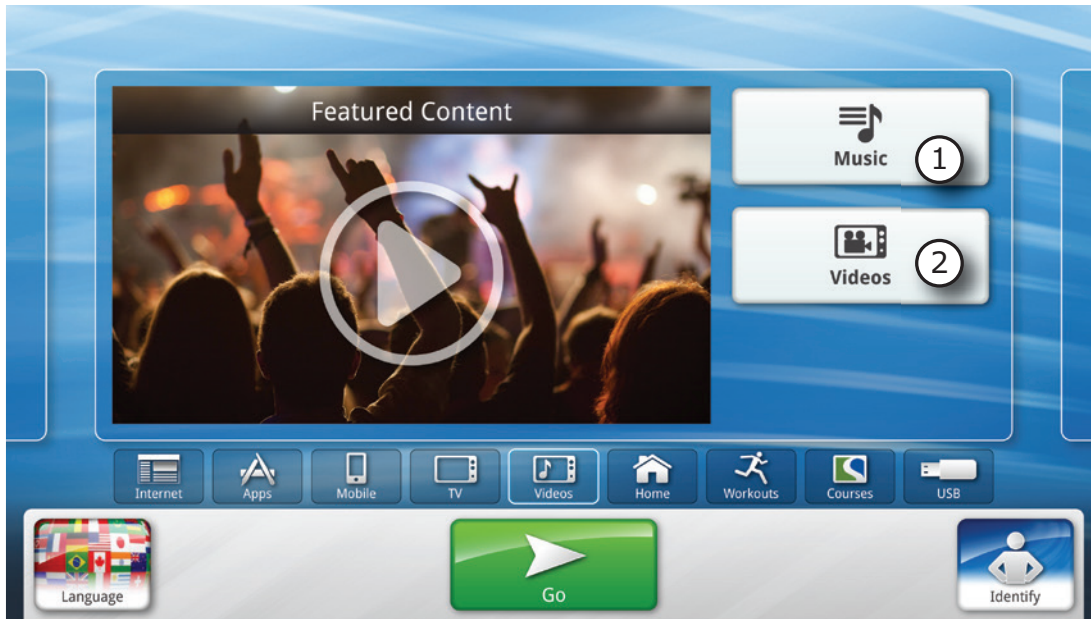 Featured Content
Music
1
Videos
2
Internet
Apps
Mobile
TV
Videos
Home
Workouts
Courses
USB
Language
Go
Identify